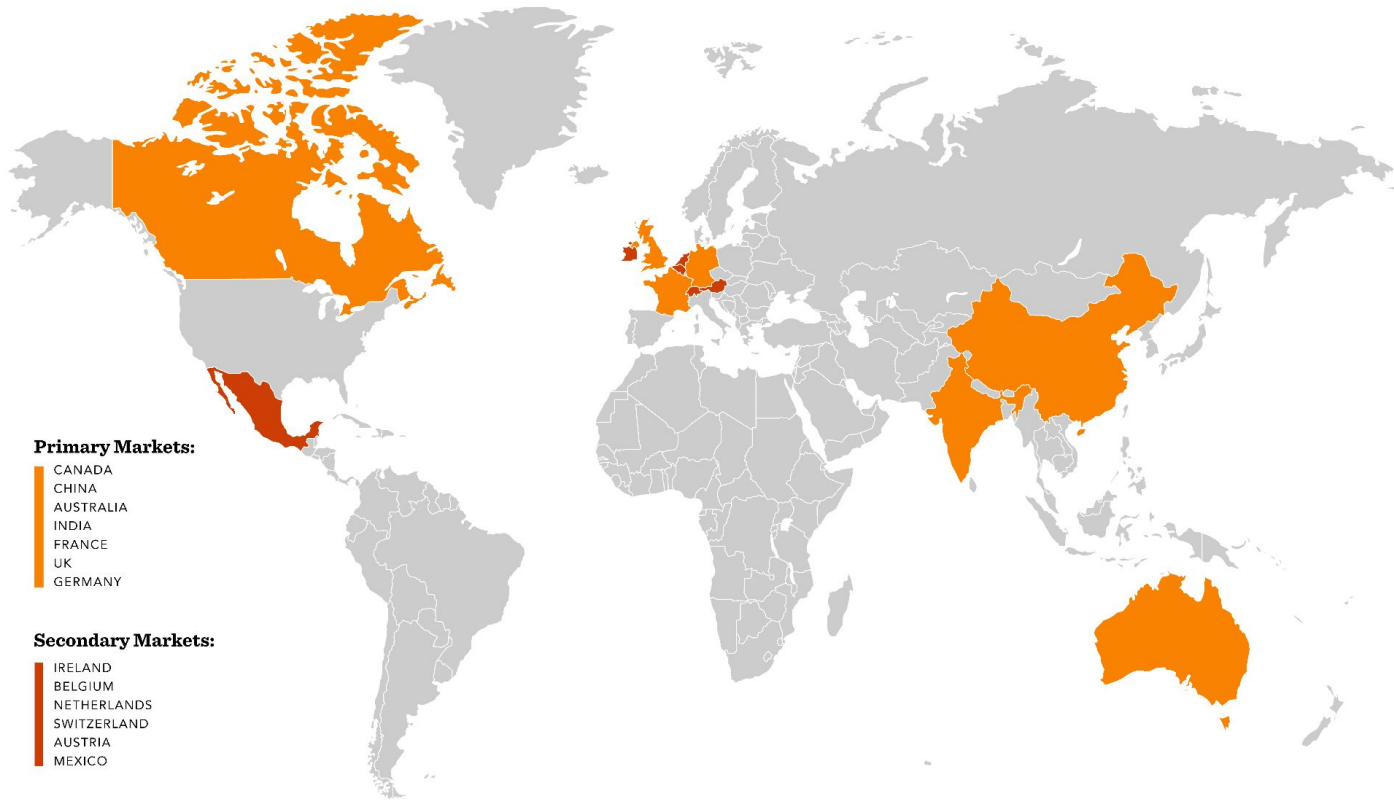 Primary Markets:
CANADA
CHINA
AUSTRALIA
INDIA
FRANCE
UK
GERMANY
Secondary Markets:
IRELAND
BELGIUM
NETHERLANDS
SWITZERLAND
AUSTRIA
MEXICO